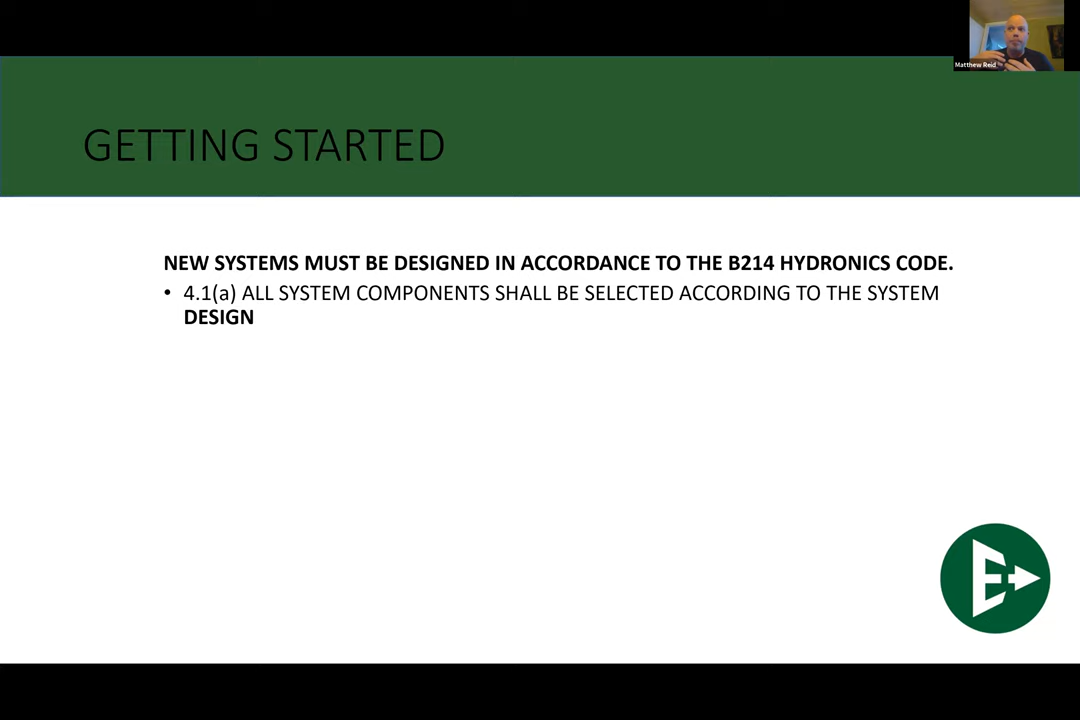 Matthew Reid
GETTING STARTED
NEW SYSTEMS MUST BE DESIGNED IN ACCORDANCE TO THE B214 HYDRONICS CODE.
• 4.1(a) ALL SYSTEM COMPONENTS SHALL BE SELECTED ACCORDING TO THE SYSTEM
DESIGN
E